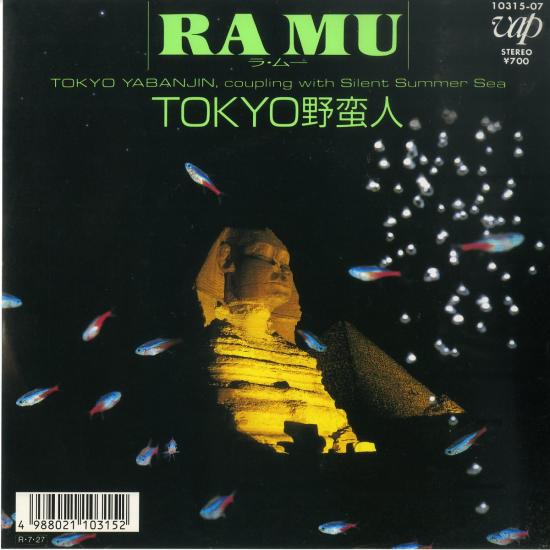 10315-07
vap
STEREO
¥700
RA MU
ラ・ムー
TOKYO YABANJIN, coupling with Silent Summer Sea
TOKYO野蛮人
4 988021 103152
R・7・27